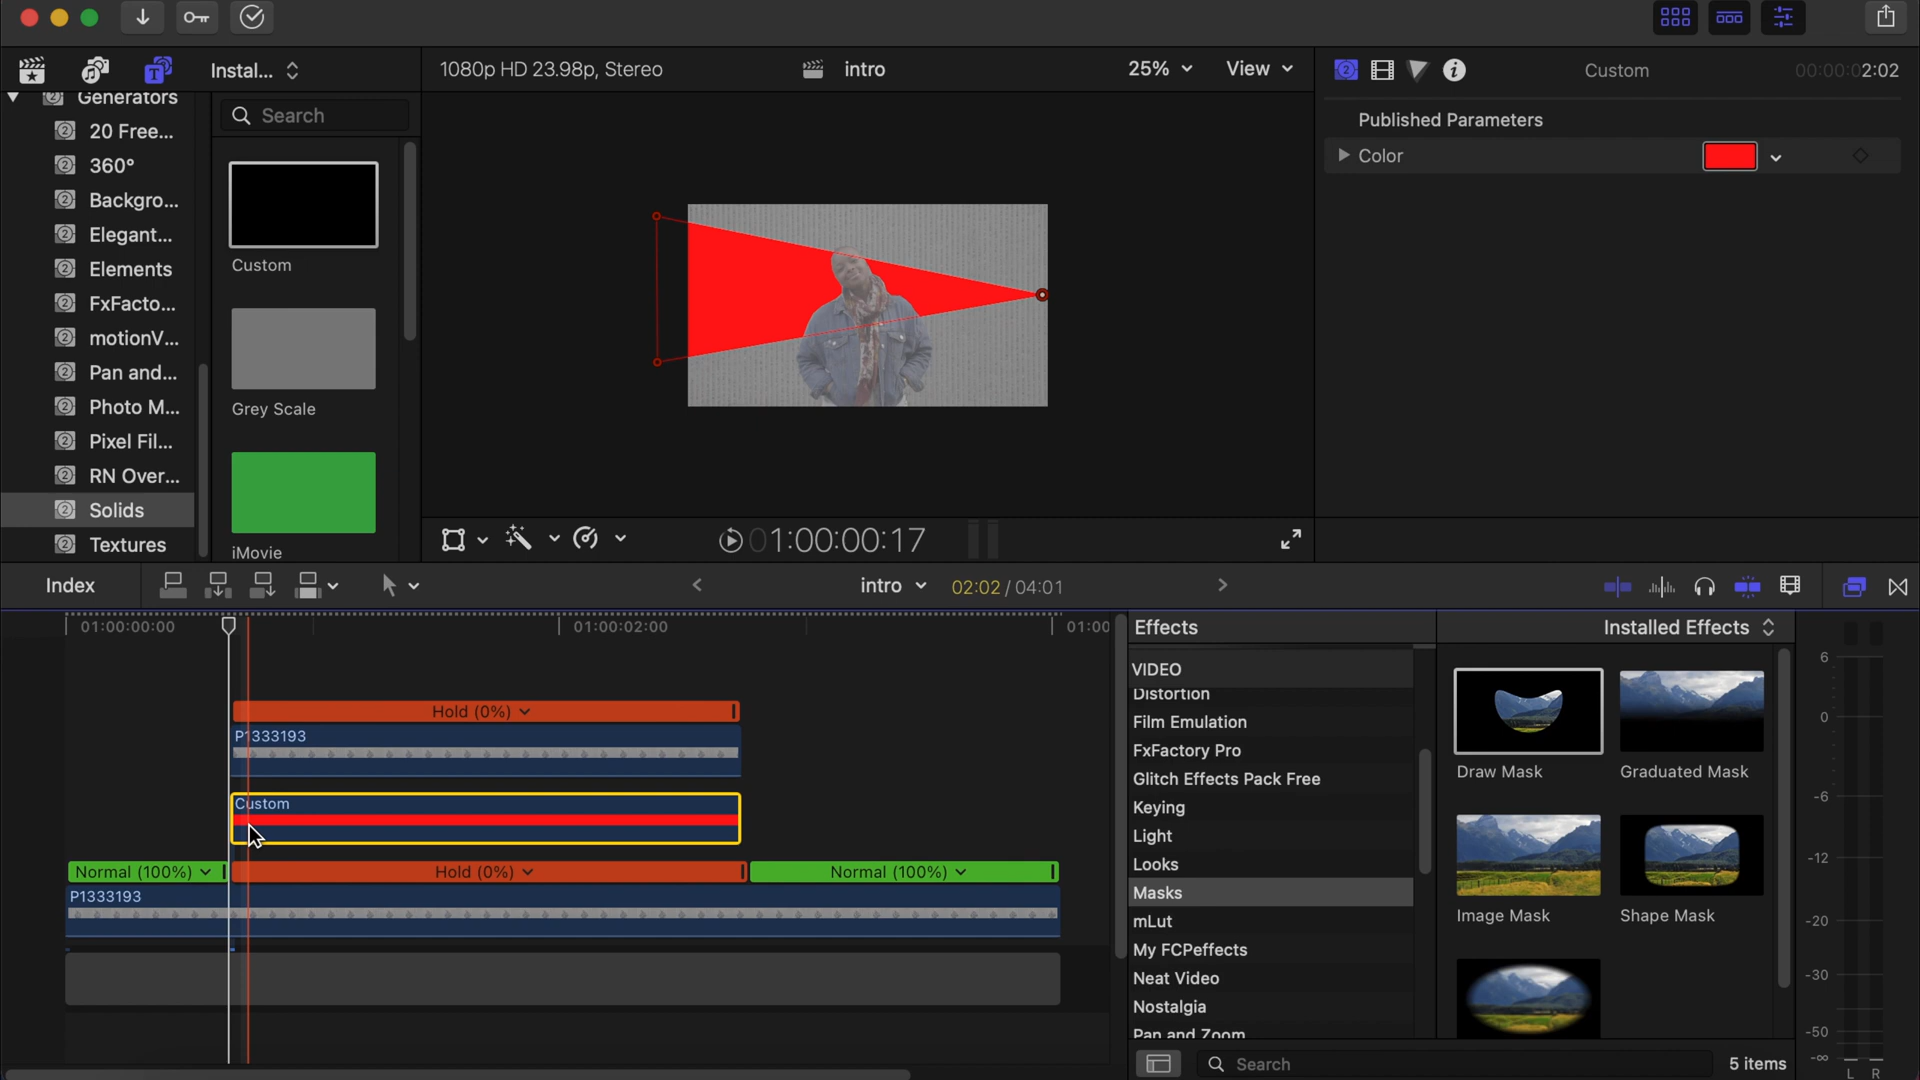 Instal...
1080p HD 23.98p, Stereo
intro
25%
View
Custom
00:00:02:02
Generators
20 Free...
360°
Backgro...
Elegant...
Elements
FxFacto...
motionV...
Pan and...
Photo M...
Pixel Fil...
RN Over...
Solids
Textures
Search
Custom
Grey Scale
iMovie
Published Parameters
Color
01:00:00:17
Index
intro
02:02 / 04:01
01:00:00:00
01:00:02:00
01:00
Hold (0%)
P1333193
Custom
Normal (100%)
Hold (0%)
Normal (100%)
P1333193
Effects
Installed Effects
VIDEO
Distortion
Film Emulation
FxFactory Pro
Glitch Effects Pack Free
Keying
Light
Looks
Masks
mLut
My FCPeffects
Neat Video
Nostalgia
Pan and Zoom
Draw Mask
Graduated Mask
Image Mask
Shape Mask
Search
5 items
6
0
-6
-12
-20
-30
-50
-∞
L R